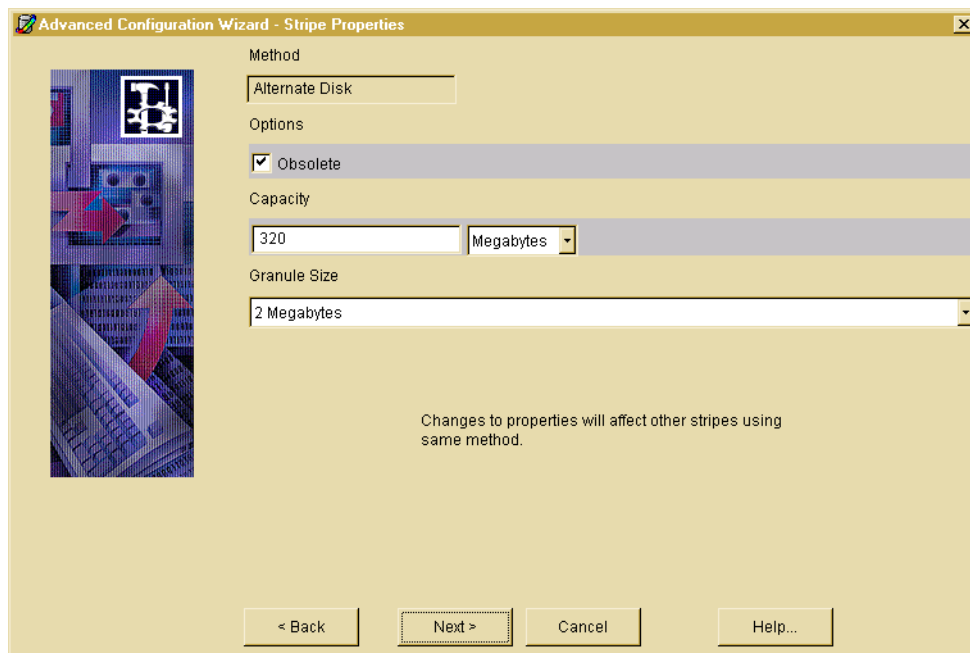 Advanced Configuration Wizard - Stripe Properties
Method
Alternate Disk
Options
Obsolete
Capacity
320
Megabytes
Granule Size
2 Megabytes
Changes to properties will affect other stripes using
same method.
< Back
Next >
Cancel
Help...